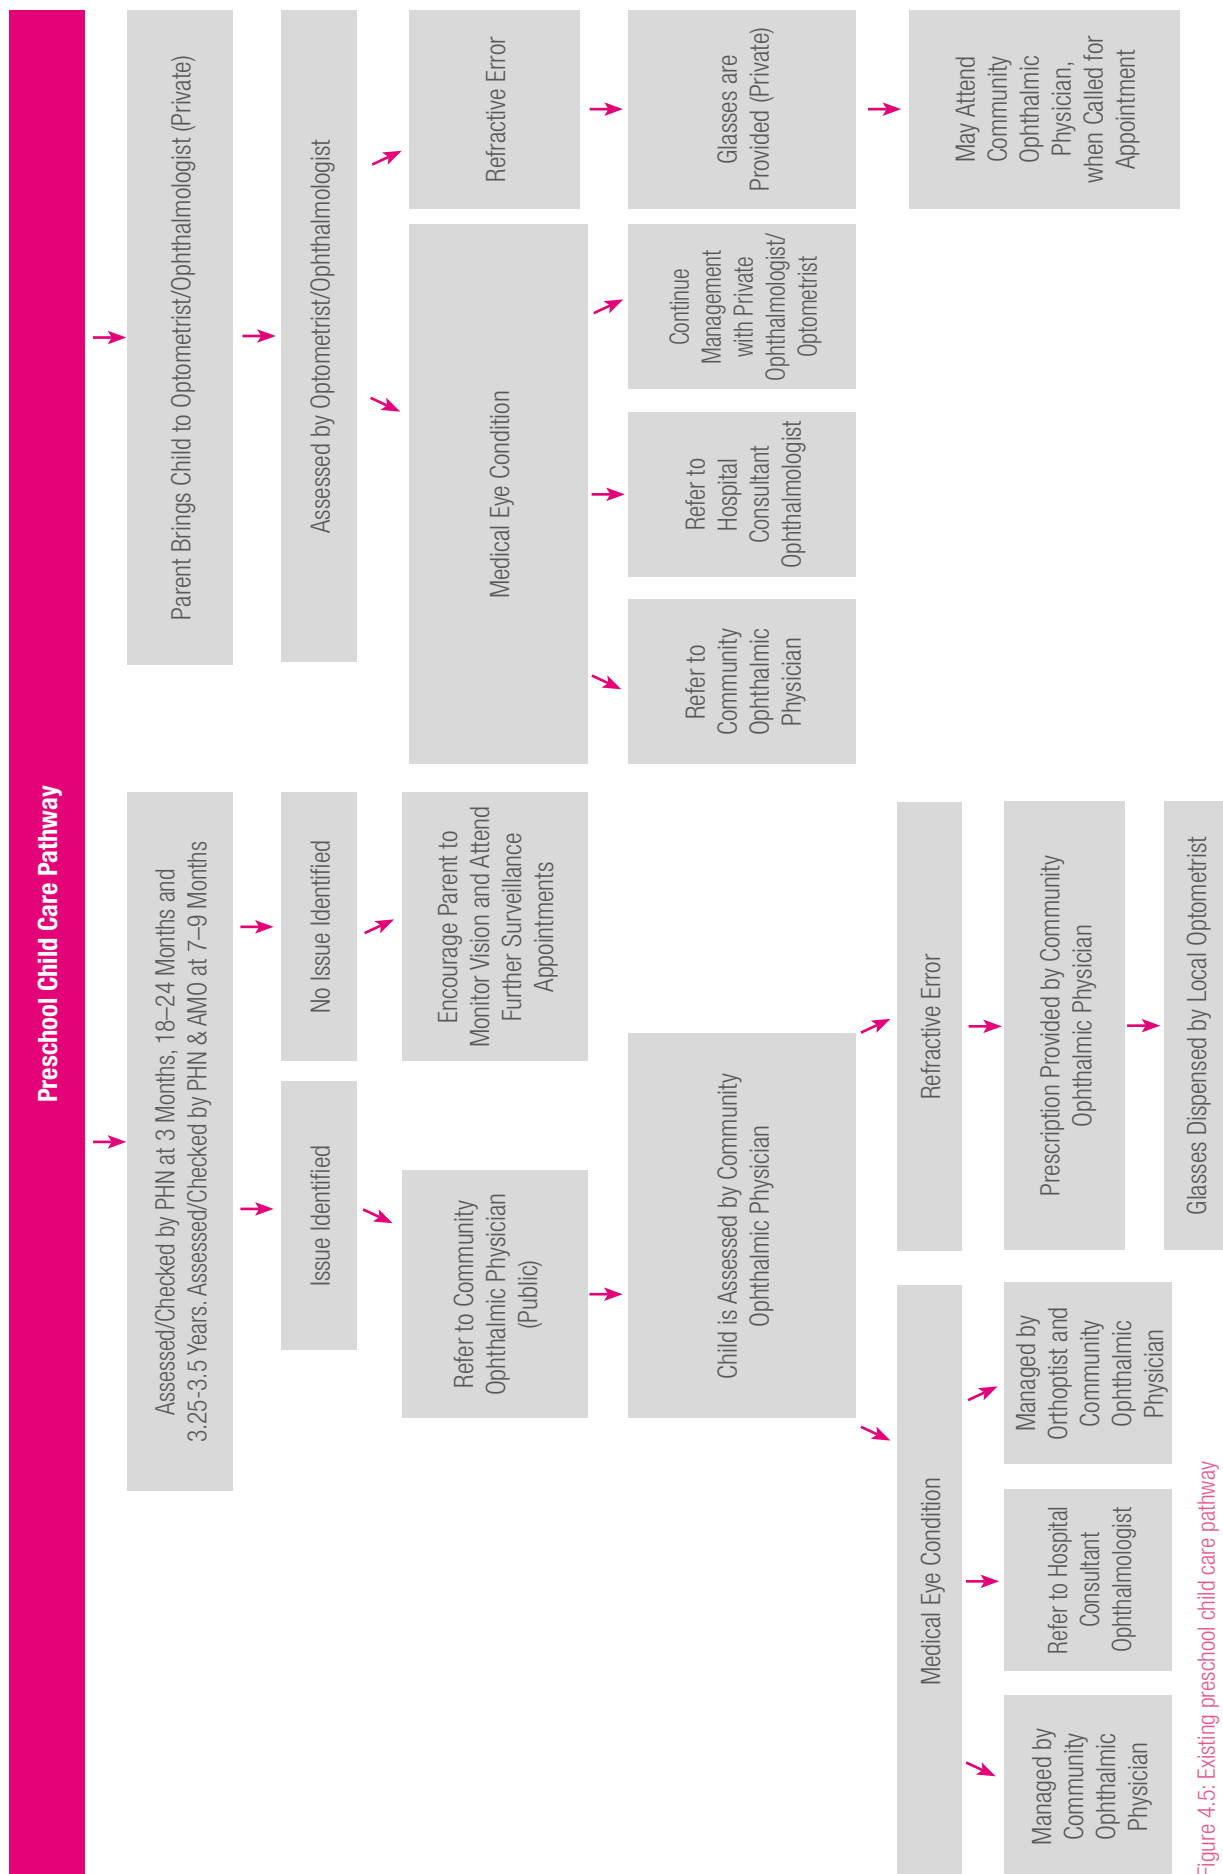 Preschool Child Care Pathway
Assessed/Checked by PHN at 3 Months, 18–24 Months and
3.25-3.5 Years. Assessed/Checked by PHN & AMO at 7–9 Months
Issue Identified
No Issue Identified
Refer to Community
Ophthalmic Physician
(Public)
Encourage Parent to
Monitor Vision and Attend
Further Surveillance
Appointments
Child is Assessed by Community
Ophthalmic Physician
Medical Eye Condition
Refractive Error
Managed by
Community
Ophthalmic
Physician
Refer to Hospital
Consultant
Ophthalmologist
Managed by
Orthoptist and
Community
Ophthalmic
Physician
Prescription Provided by Community
Ophthalmic Physician
Glasses Dispensed by Local Optometrist
Parent Brings Child to Optometrist/Ophthalmologist (Private)
Assessed by Optometrist/Ophthalmologist
Medical Eye Condition
Refractive Error
Refer to
Community
Ophthalmic
Physician
Refer to
Hospital
Consultant
Ophthalmologist
Continue
Management
with Private
Ophthalmologist/
Optometrist
Glasses are
Provided (Private)
May Attend
Community
Ophthalmic
Physician,
when Called for
Appointment
Figure 4.5: Existing preschool child care pathway